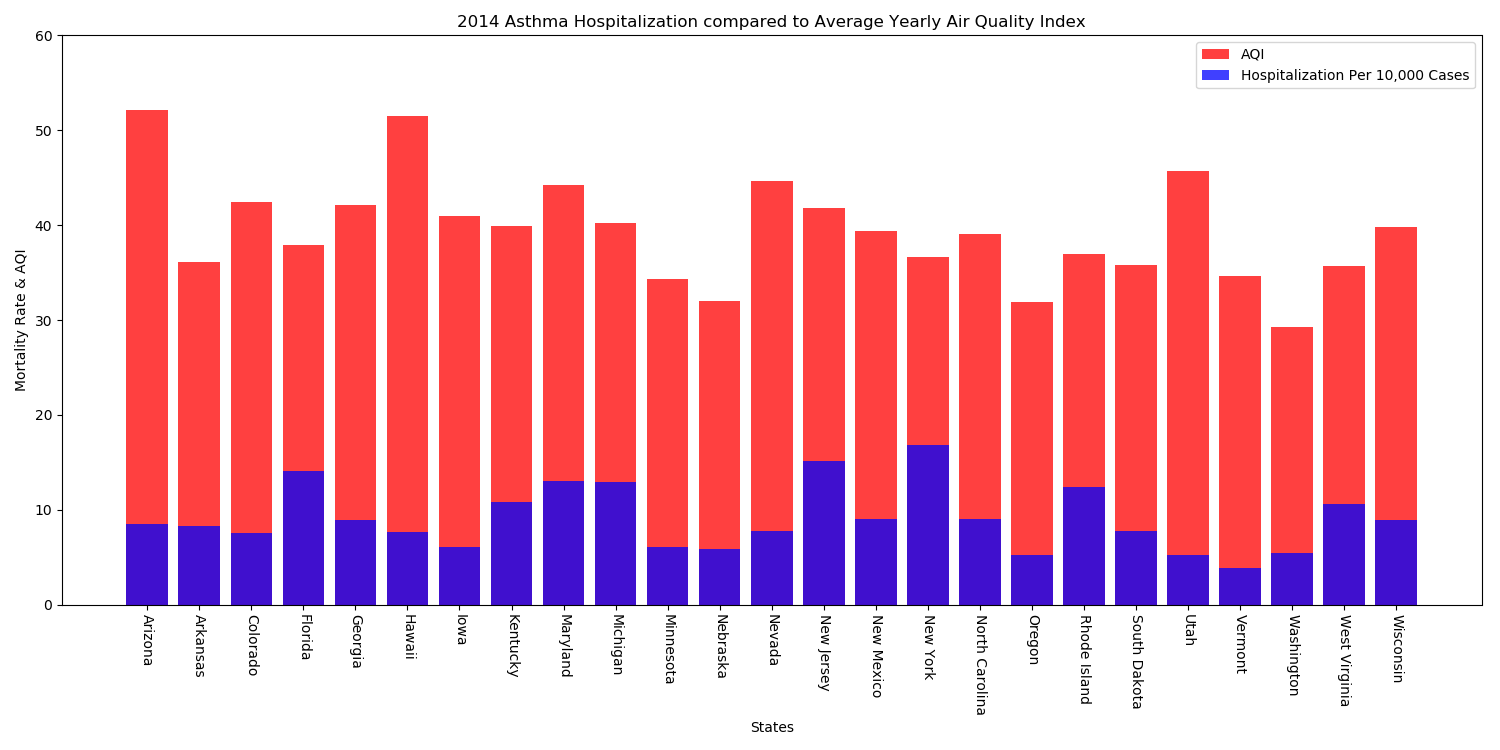 2014 Asthma Hospitalization compared to Average Yearly Air Quality Index
AQI
Hospitalization Per 10,000 Cases
Mortality Rate & AQI
60
50
40
30
20
10
0
Arizona
Arkansas
Colorado
Florida
Georgia
Hawaii
Iowa
Kentucky
Maryland
Michigan
Minnesota
Nebraska
Nevada
New Jersey
New Mexico
New York
North Carolina
Oregon
Rhode Island
South Dakota
Utah
Vermont
Washington
West Virginia
Wisconsin
States